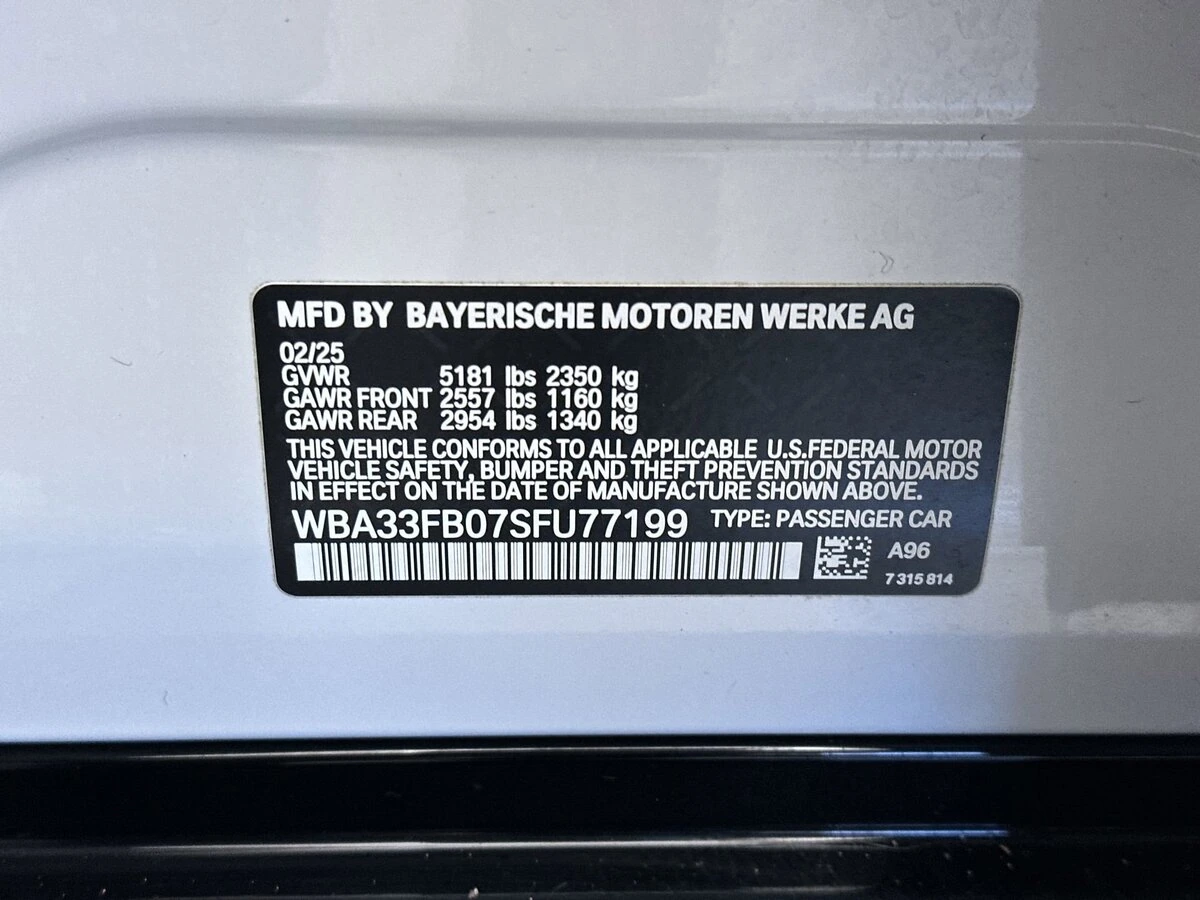 MFD BY BAYERISCHE MOTOREN WERKE AG
02/25
GVWR 5181 lbs 2350 kg
GAWR FRONT 2557 lbs 1160 kg
GAWR REAR 2954 lbs 1340 kg
THIS VEHICLE CONFORMS TO ALL APPLICABLE U.S.FEDERAL MOTOR
VEHICLE SAFETY, BUMPER AND THEFT PREVENTION STANDARDS
IN EFFECT ON THE DATE OF MANUFACTURE SHOWN ABOVE.
WBA33FB07SFU77199 TYPE: PASSENGER CAR
A96
7 315 814